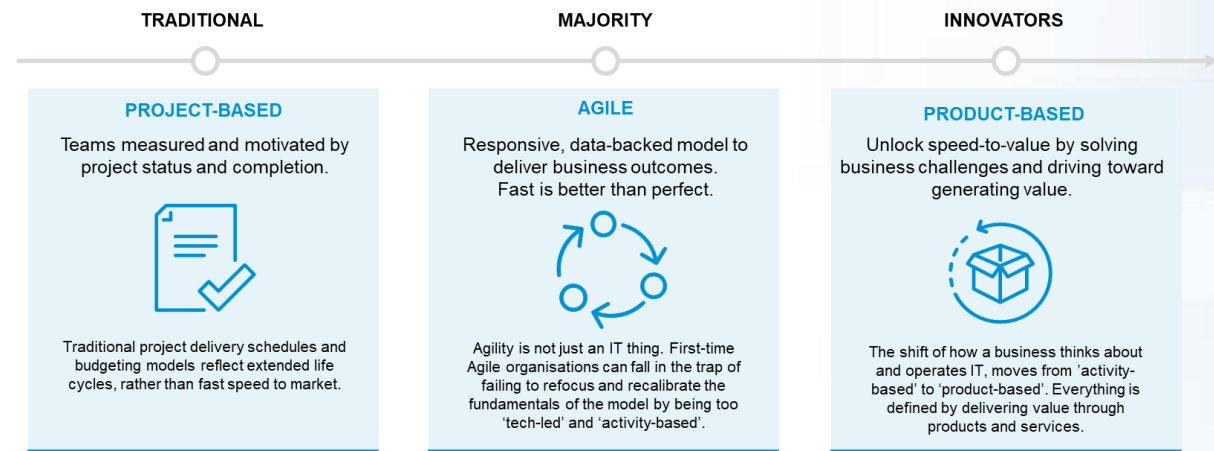 TRADITIONAL
MAJORITY
INNOVATORS
PROJECT-BASED
Teams measured and motivated by
project status and completion.
Traditional project delivery schedules and
budgeting models reflect extended life
cycles, rather than fast speed to market.
AGILE
Responsive, data-backed model to
deliver business outcomes.
Fast is better than perfect.
Agility is not just an IT thing. First-time
Agile organisations can fall in the trap of
failing to refocus and recalibrate the
fundamentals of the model by being too
‘tech-led’ and ‘activity-based’.
PRODUCT-BASED
Unlock speed-to-value by solving
business challenges and driving toward
generating value.
The shift of how a business thinks about
and operates IT, moves from ’activity-
based’ to ‘product-based’. Everything is
defined by delivering value through
products and services.